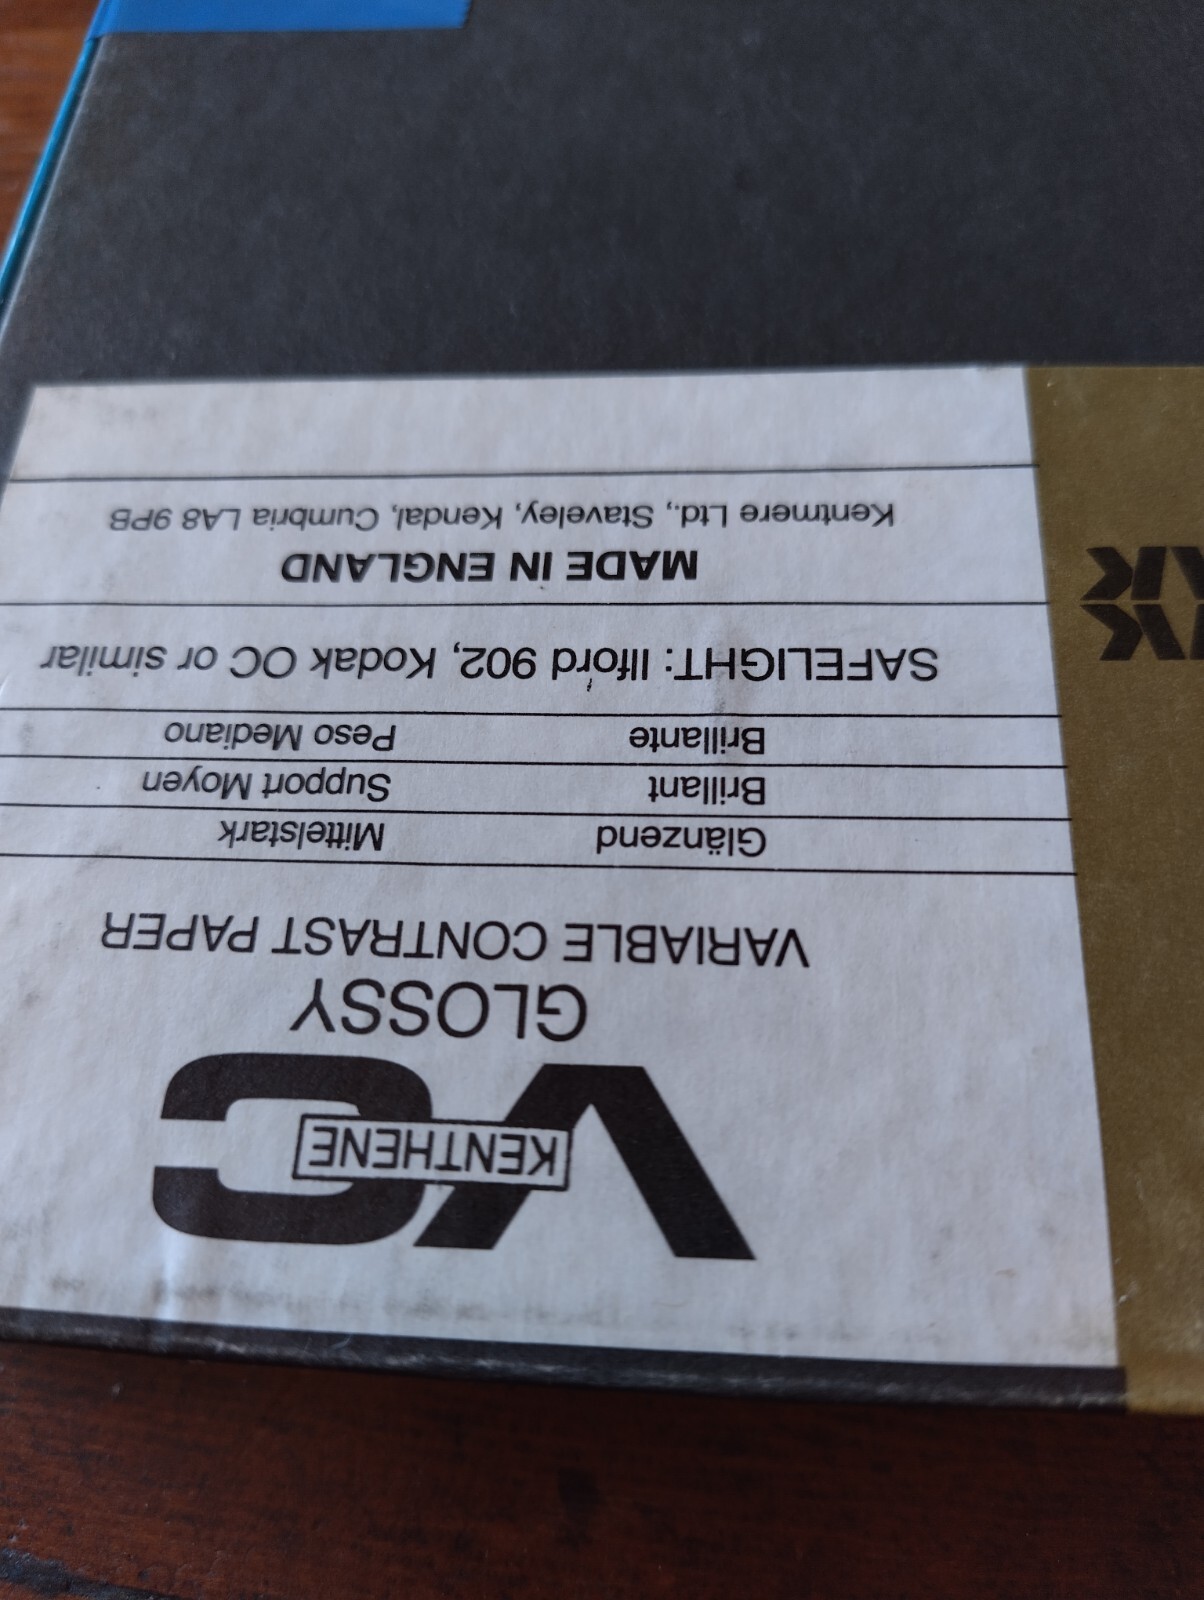 KENTHENE
VC
GLOSSY
VARIABLE CONTRAST PAPER
Glänzend Mittelstark
Brillant Support Moyen
Brillante Peso Mediano
SAFELIGHT: Ilford 902, Kodak OC or similar
MADE IN ENGLAND
Kentmere Ltd., Staveley, Kendal, Cumbria LA8 9PB